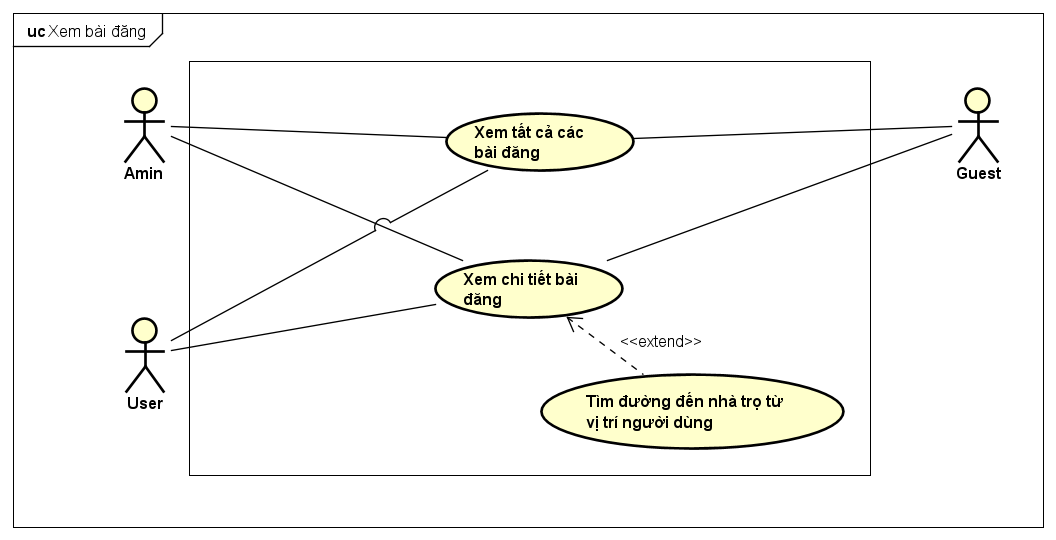 uc Xem bài đăng
Amin
Xem tất cả các
bài đăng
Guest
Xem chi tiết bài
đăng
User
<<extend>>
Tìm đường đến nhà trọ từ
vị trí người dùng